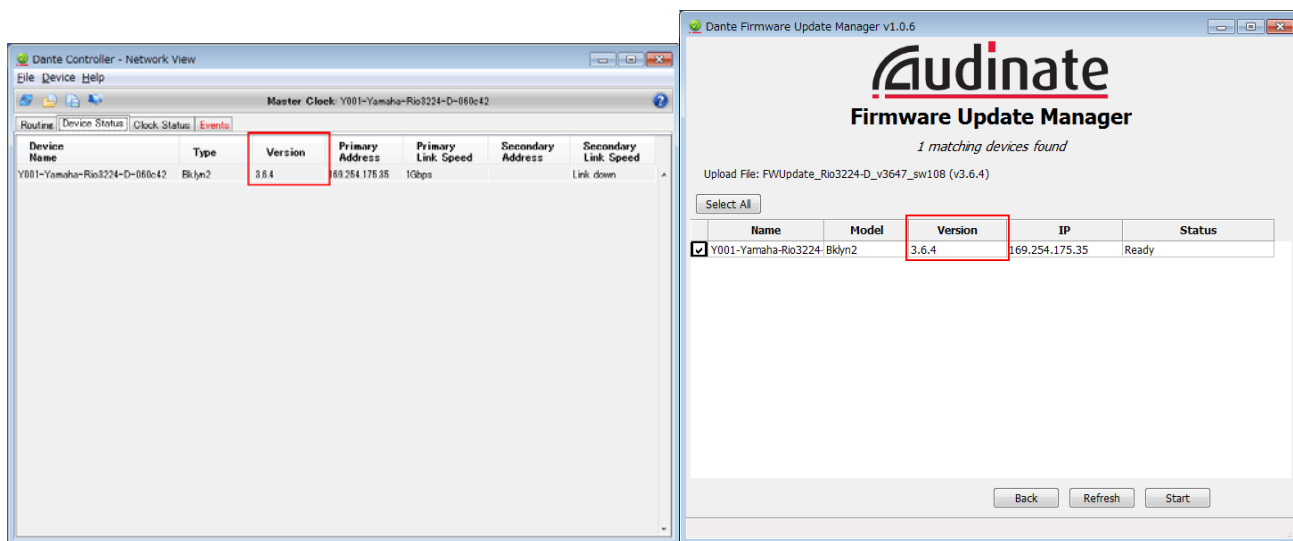 Dante Controller - Network View
File Device Help
Master Clock: Y001-Yamaha-Rio3224-D-060c42
Routing Device Status Clock Status Events
Device Name Type Version Primary Address Primary Link Speed Secondary Address Secondary Link Speed
Y001-Yamaha-Rio3224-D-060c42 Bklyn2 3.6.4 169.254.175.35 1Gbps Link down
Dante Firmware Update Manager v1.0.6
Audinate
Firmware Update Manager
1 matching devices found
Upload File: FWUpdate_Rio3224-D_v3647_sw108 (v3.6.4)
Select All
Name Model Version IP Status
Y001-Yamaha-Rio3224- Bklyn2 3.6.4 169.254.175.35 Ready
Back Refresh Start